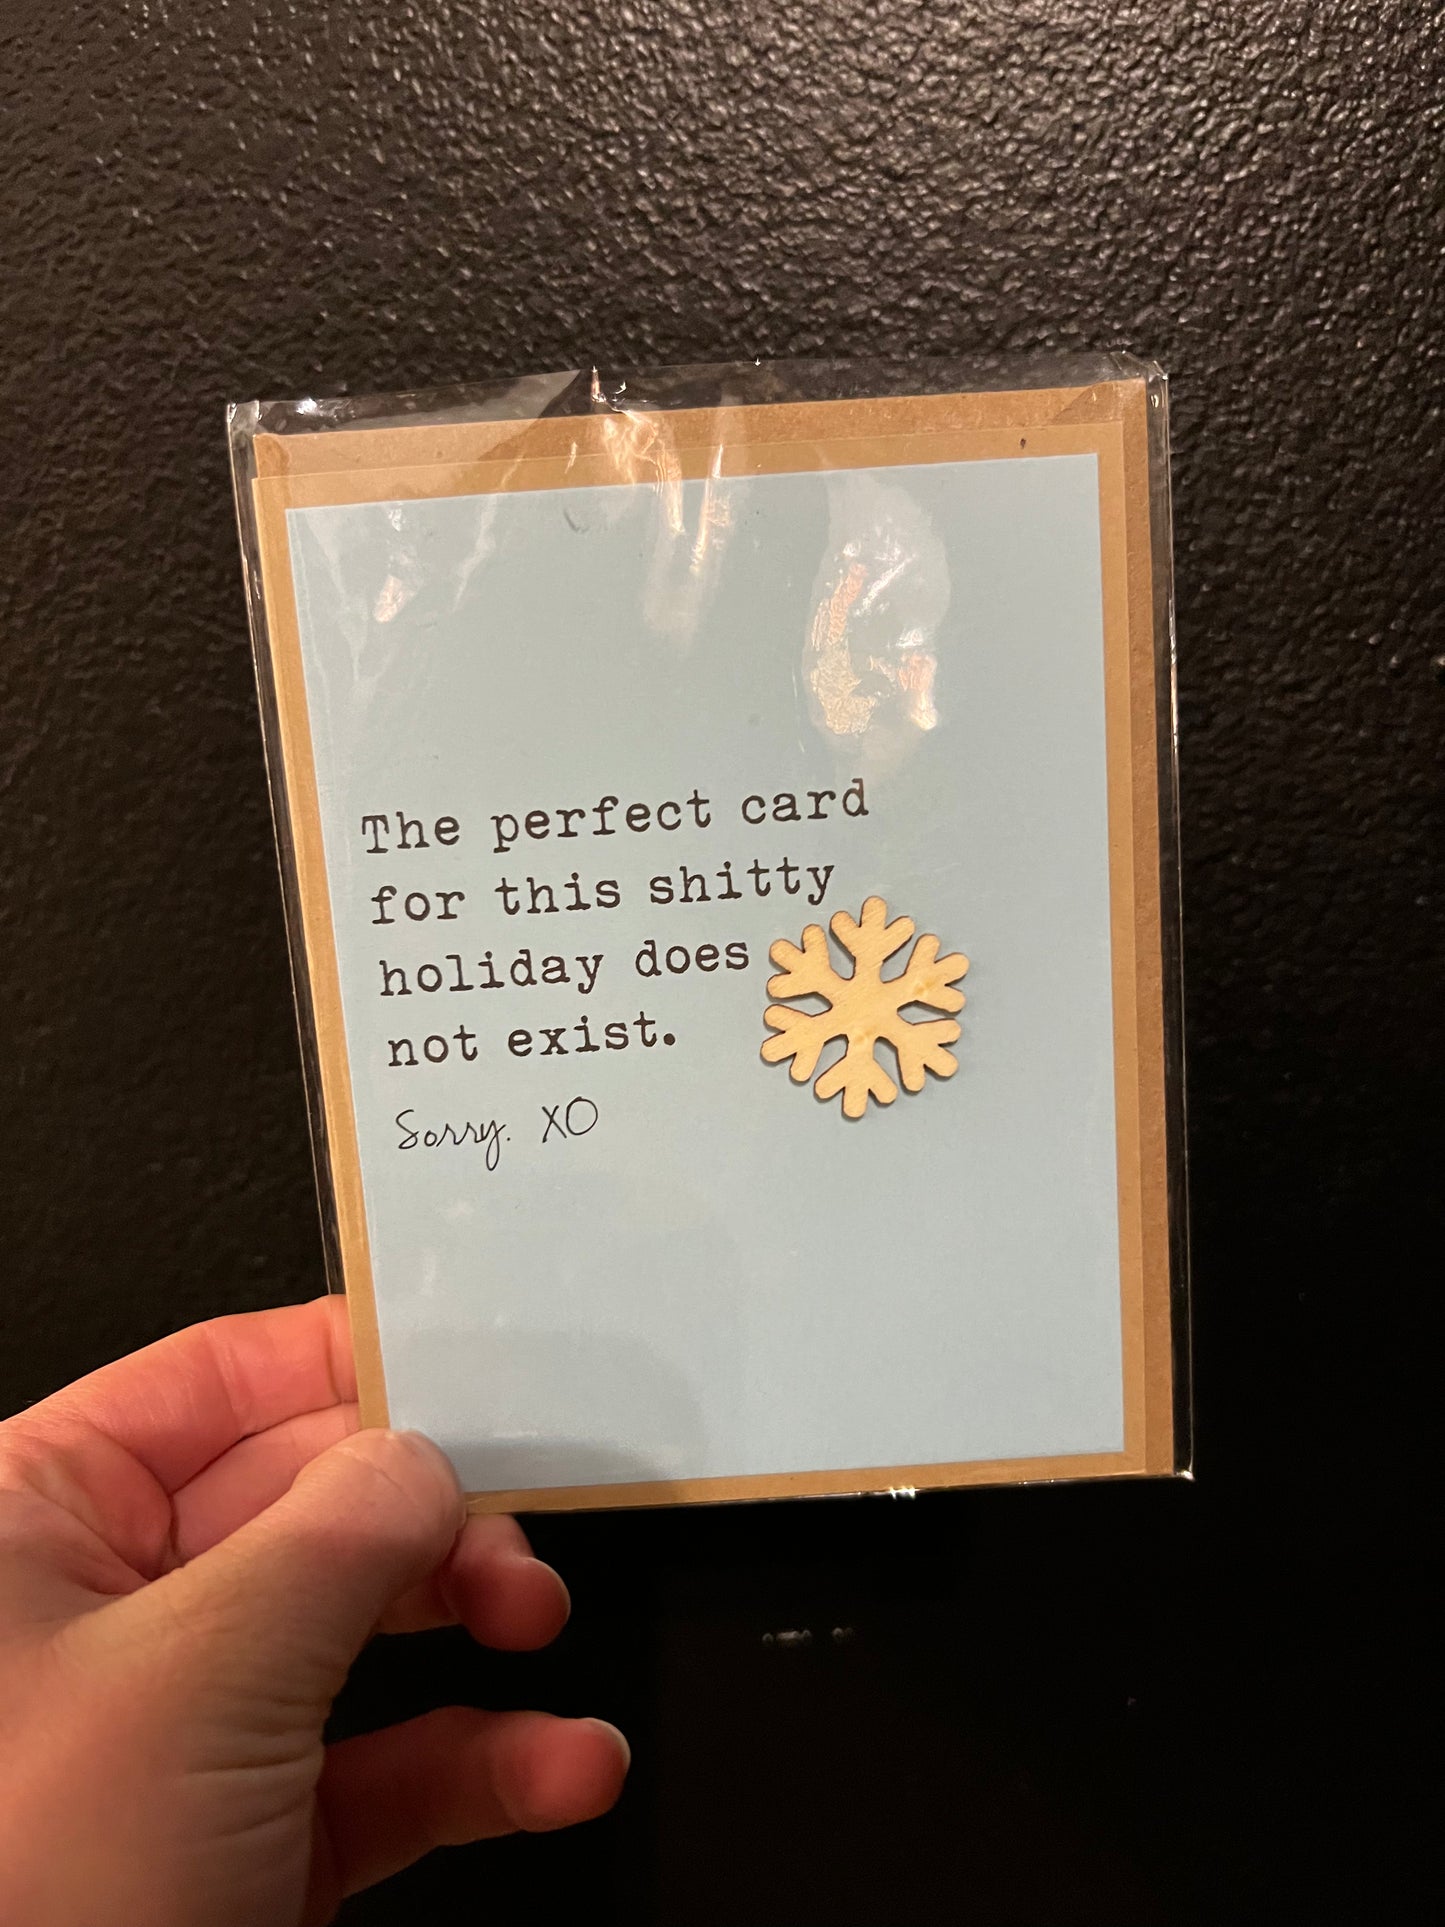 The perfect card
for this shitty
holiday does
not exist.
Sorry. XO